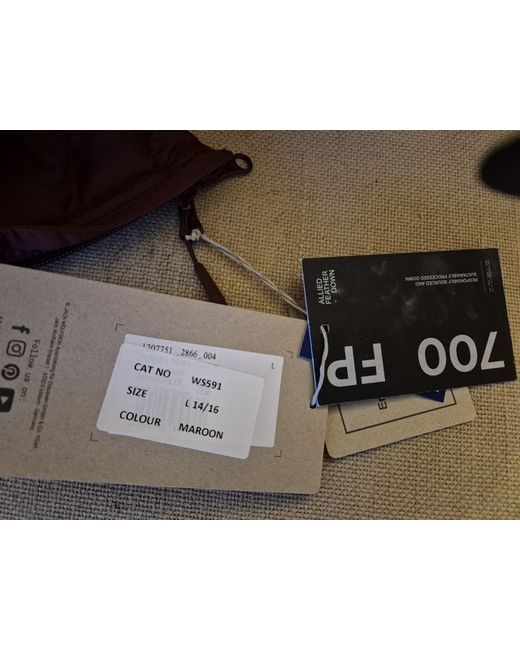 1207751_2866_004
L
CAT NO WS591
SIZE L 14/16
COLOUR MAROON
Follow us on:
ALLIED
FEATHER
DOWN
RESPONSIBLY SOURCED AND
SUSTAINABLY PROCESSED DOWN
700 FP